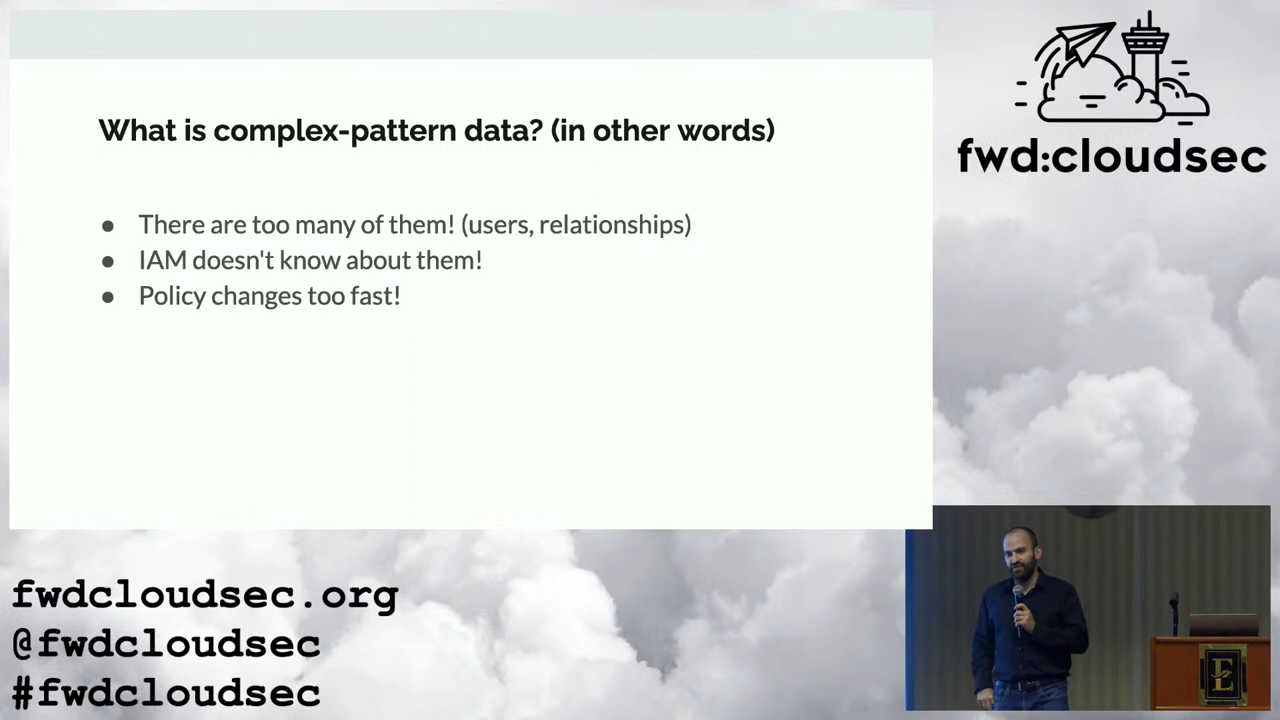 What is complex-pattern data? (in other words)
● There are too many of them! (users, relationships)
● IAM doesn't know about them!
● Policy changes too fast!
fwd:cloudsec
fwdcloudsec.org
@fwdcloudsec
#fwdcloudsec
E